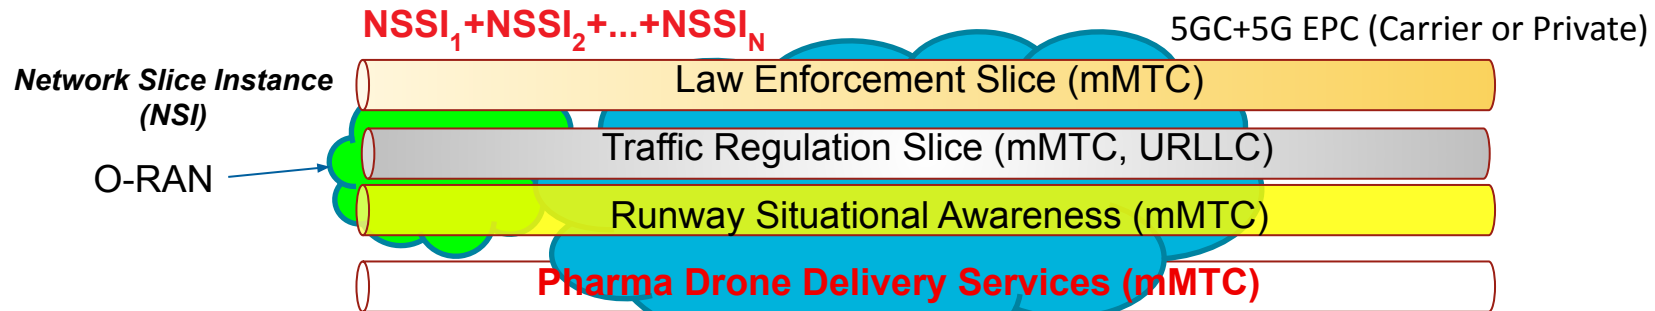 NSSI1+NSSI2+...+NSSIN
5GC+5G EPC (Carrier or Private)
Network Slice Instance
(NSI)
Law Enforcement Slice (mMTC)
Traffic Regulation Slice (mMTC, URLLC)
O-RAN
Runway Situational Awareness (mMTC)
Pharma Drone Delivery Services (mMTC)